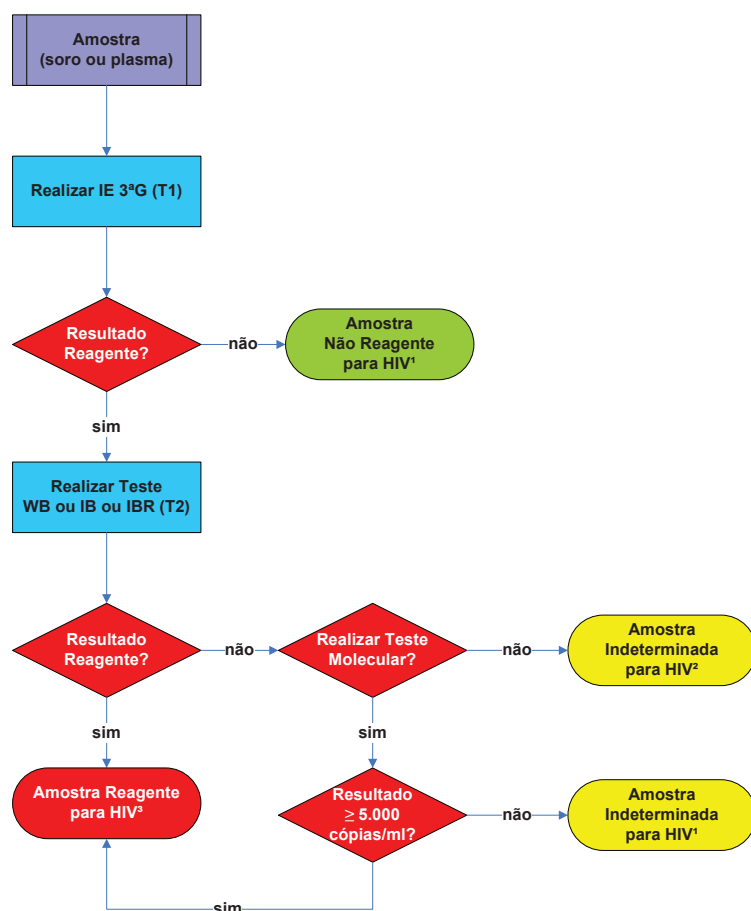 Amostra
(soro ou plasma)
Realizar IE 3ªG (T1)
Resultado
Reagente?
não
Amostra
Não Reagente
para HIV¹
sim
Realizar Teste
WB ou IB ou IBR (T2)
Resultado
Reagente?
não
Realizar Teste
Molecular?
não
Amostra
Indeterminada
para HIV²
sim
sim
Amostra Reagente
para HIV³
Resultado
≥ 5.000
cópias/ml?
não
Amostra
Indeterminada
para HIV¹
sim